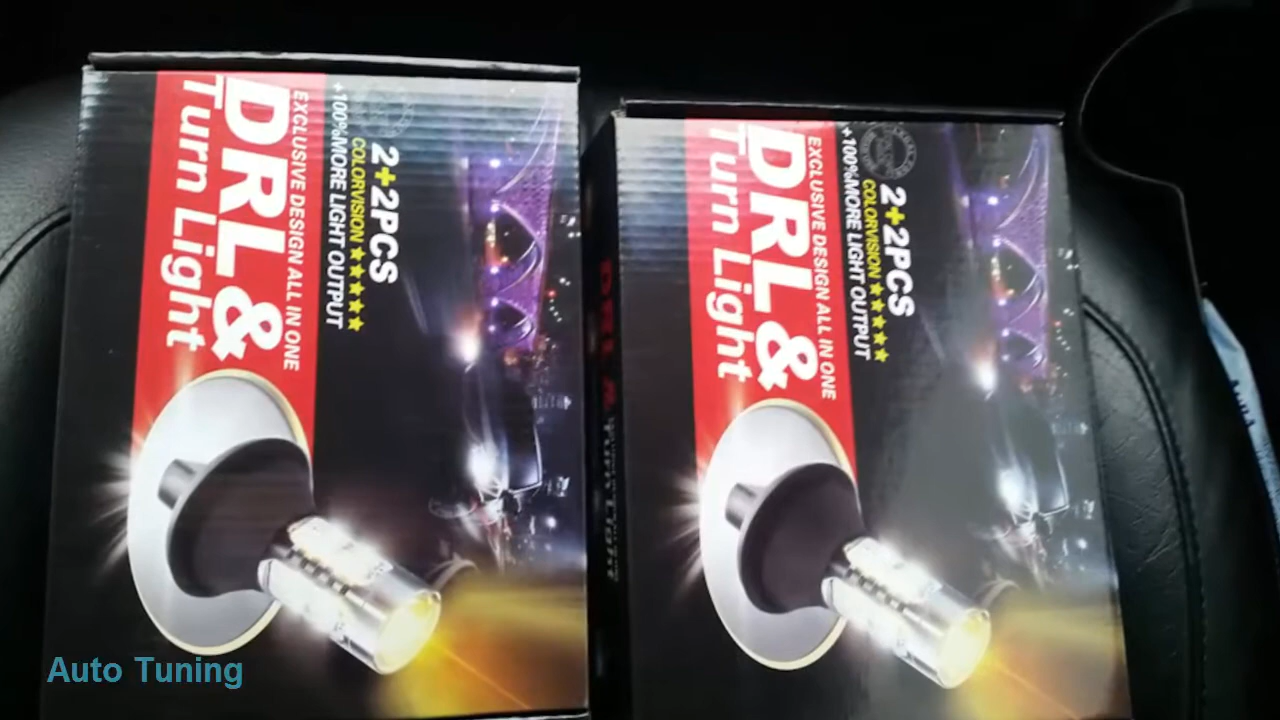 2+2PCS
COLORVISION ★★★★★
+100%MORE LIGHT OUTPUT
EXCLUSIVE DESIGN ALL IN ONE
DRL &
Turn Light
2+2PCS
COLORVISION ★★★★★
+100%MORE LIGHT OUTPUT
EXCLUSIVE DESIGN ALL IN ONE
DRL &
Turn Light
DRL & Turn Light
Auto Tuning